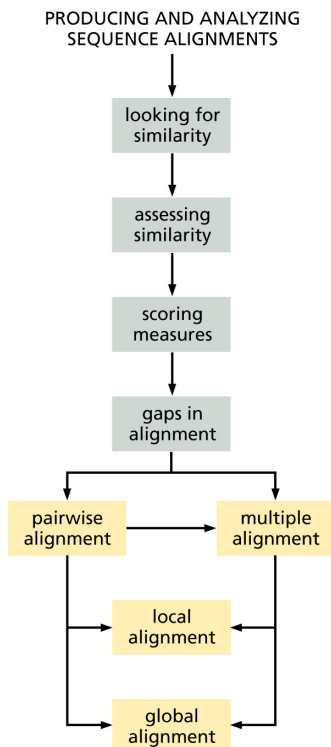 PRODUCING AND ANALYZING
SEQUENCE ALIGNMENTS
looking for
similarity
assessing
similarity
scoring
measures
gaps in
alignment
pairwise
alignment
multiple
alignment
local
alignment
global
alignment